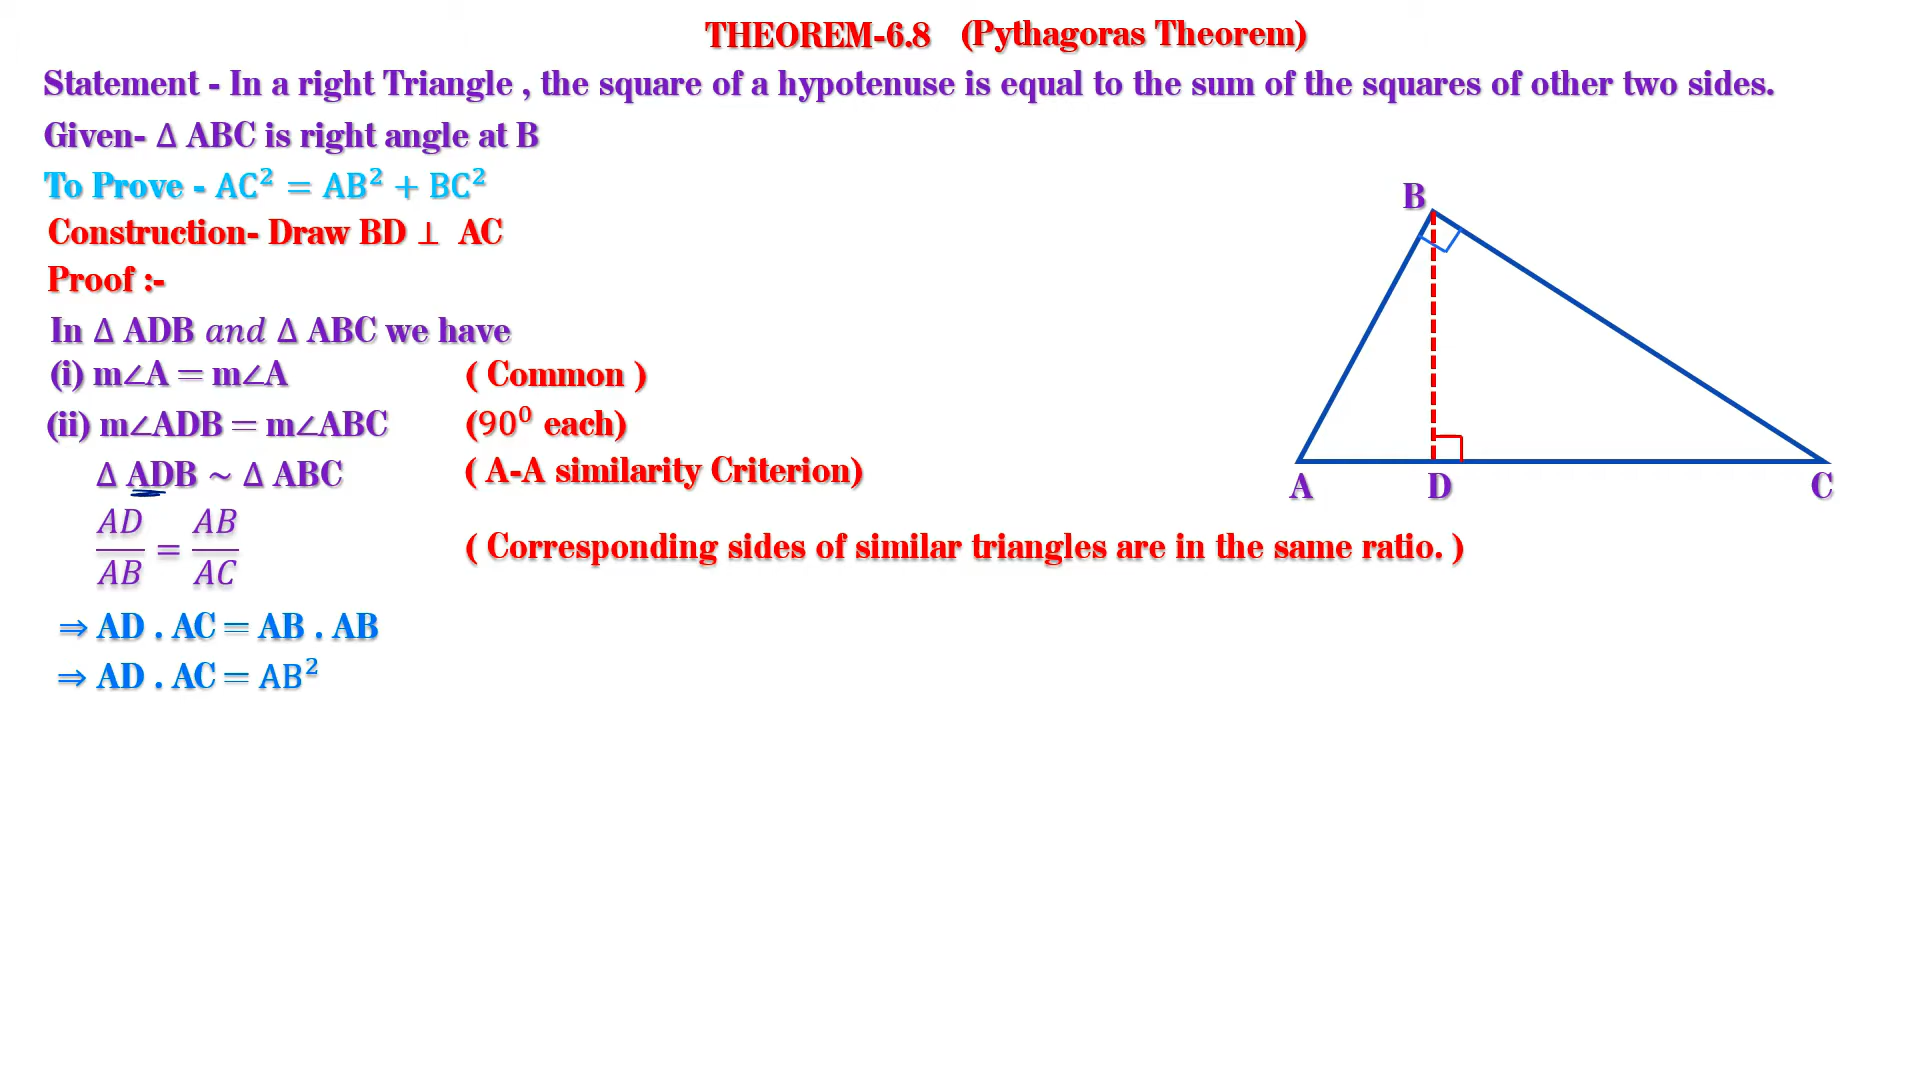 THEOREM-6.8 (Pythagoras Theorem)
Statement - In a right Triangle , the square of a hypotenuse is equal to the sum of the squares of other two sides.
Given- ∆ ABC is right angle at B
To Prove - AC² = AB² + BC²
Construction- Draw BD ⊥ AC
Proof :-
In ∆ ADB and ∆ ABC we have
(i) m∠A = m∠A ( Common )
(ii) m∠ADB = m∠ABC (90⁰ each)
∆ ADB ~ ∆ ABC ( A-A similarity Criterion)
AD/AB = AB/AC ( Corresponding sides of similar triangles are in the same ratio. )
⇒ AD . AC = AB . AB
⇒ AD . AC = AB²
B
A D C